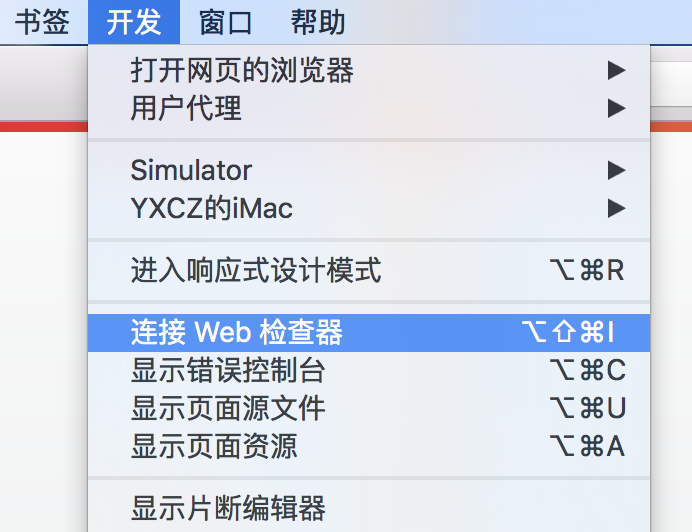 书签 开发 窗口 帮助
打开网页的浏览器 ▶
用户代理 ▶
Simulator ▶
YXCZ的iMac ▶
进入响应式设计模式 ⌥⌘R
连接 Web 检查器 ⌥⇧⌘I
显示错误控制台 ⌥⌘C
显示页面源文件 ⌥⌘U
显示页面资源 ⌥⌘A
显示片断编辑器